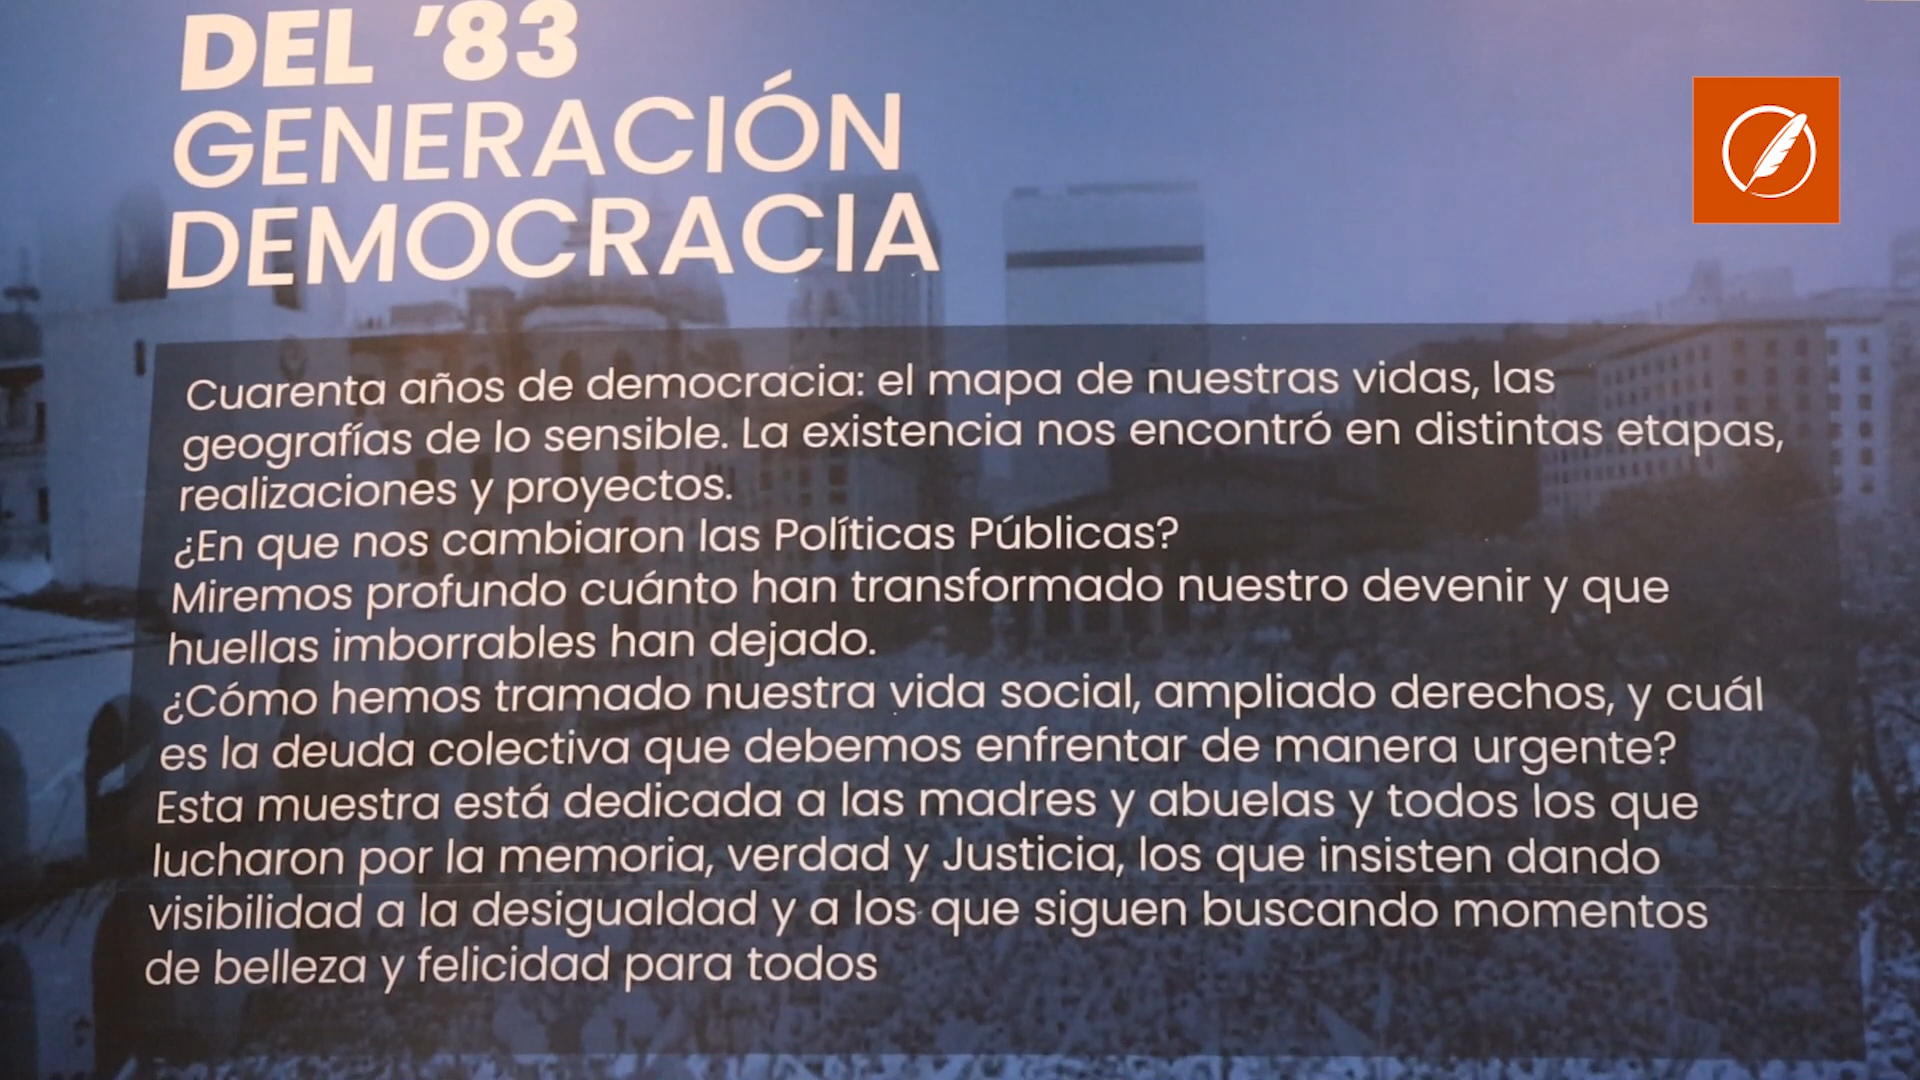 DEL '83
GENERACIÓN
DEMOCRACIA
Cuarenta años de democracia: el mapa de nuestras vidas, las
geografías de lo sensible. La existencia nos encontró en distintas etapas,
realizaciones y proyectos.
¿En que nos cambiaron las Políticas Públicas?
Miremos profundo cuánto han transformado nuestro devenir y que
huellas imborrables han dejado.
¿Cómo hemos tramado nuestra vida social, ampliado derechos, y cuál
es la deuda colectiva que debemos enfrentar de manera urgente?
Esta muestra está dedicada a las madres y abuelas y todos los que
lucharon por la memoria, verdad y Justicia, los que insisten dando
visibilidad a la desigualdad y a los que siguen buscando momentos
de belleza y felicidad para todos